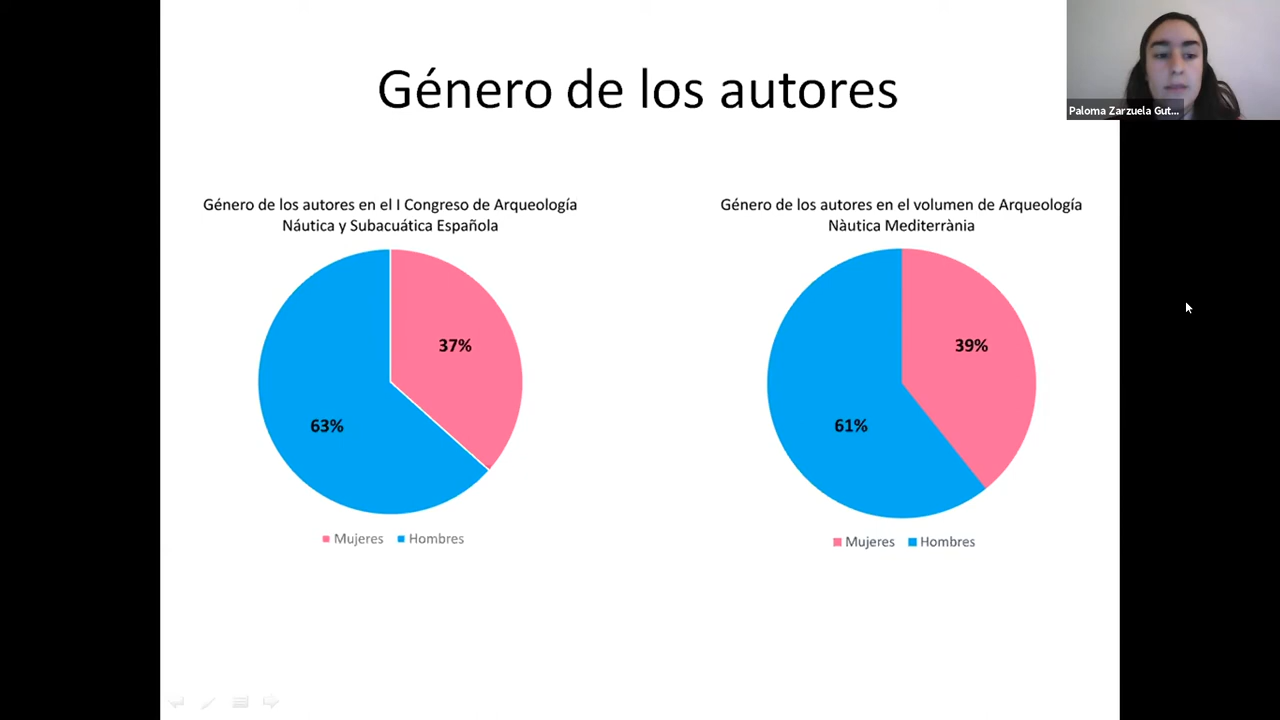 Género de los autores
Paloma Zarzuela Gut...
Género de los autores en el I Congreso de Arqueología
Náutica y Subacuática Española
37%
63%
Mujeres Hombres
Género de los autores en el volumen de Arqueología
Nàutica Mediterrània
39%
61%
Mujeres Hombres